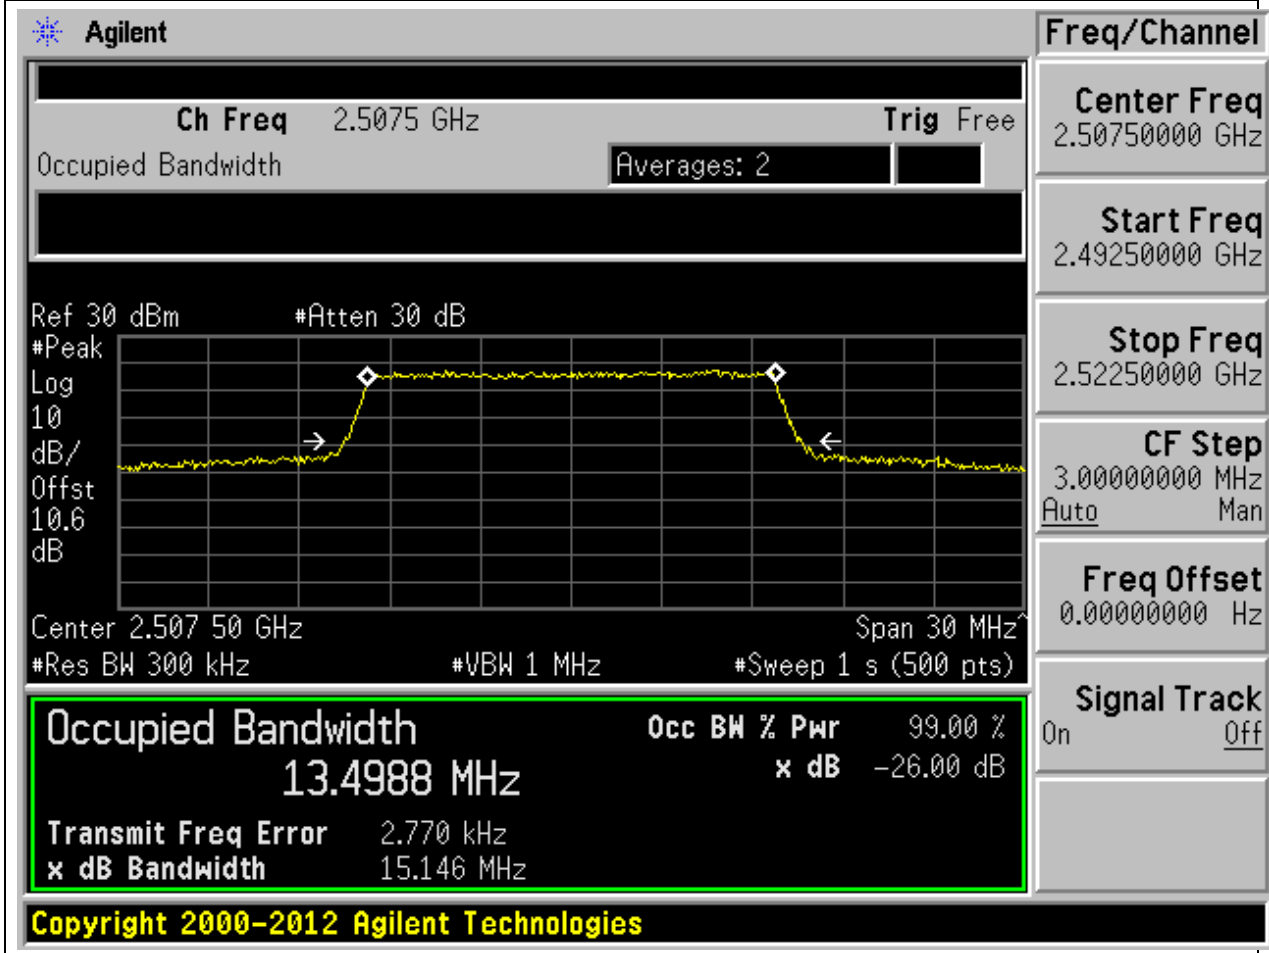 Agilent
Freq/Channel
Ch Freq 2.5075 GHz Trig Free
Occupied Bandwidth Averages: 2
Ref 30 dBm #Atten 30 dB
#Peak
Log
10
dB/
Offst
10.6
dB
Center 2.507 50 GHz Span 30 MHz^
#Res BW 300 kHz #VBW 1 MHz #Sweep 1 s (500 pts)
Occupied Bandwidth Occ BW % Pwr 99.00 %
13.4988 MHz x dB -26.00 dB
Transmit Freq Error 2.770 kHz
x dB Bandwidth 15.146 MHz
Center Freq
2.50750000 GHz
Start Freq
2.49250000 GHz
Stop Freq
2.52250000 GHz
CF Step
3.00000000 MHz
Auto Man
Freq Offset
0.00000000 Hz
Signal Track
On Off
Copyright 2000-2012 Agilent Technologies